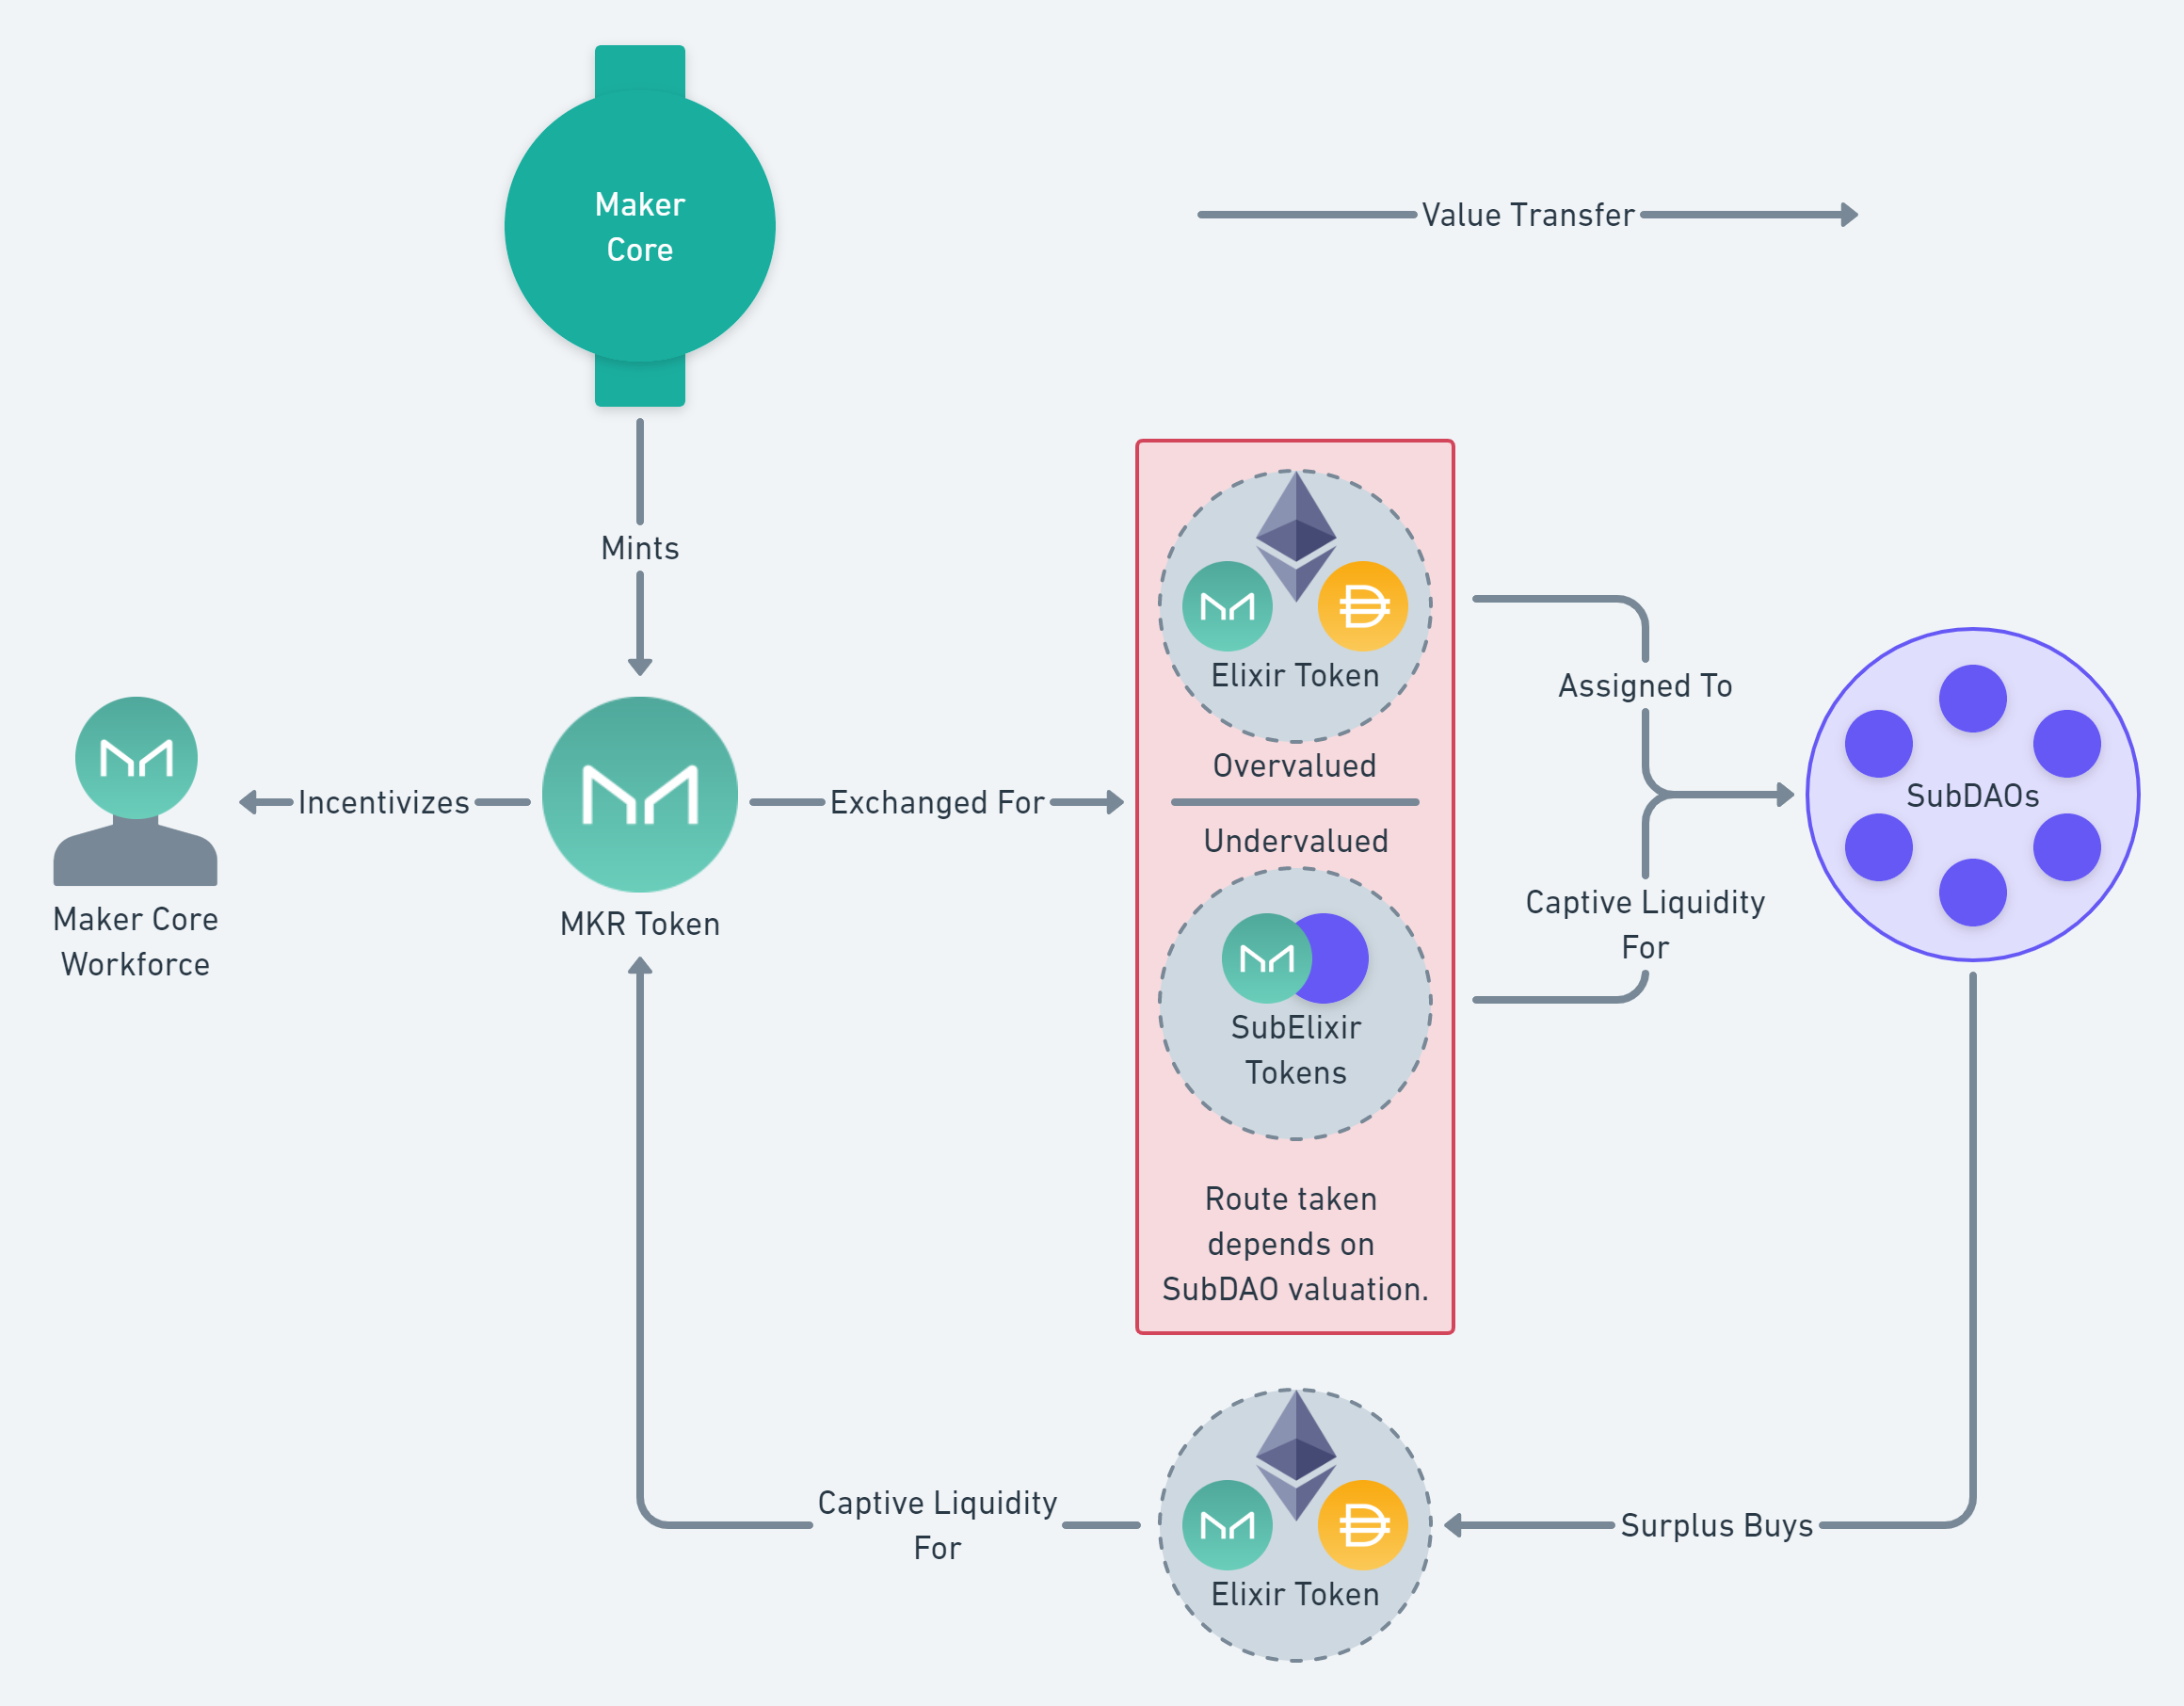 Maker
Core
Value Transfer
Mints
Elixir Token
Assigned To
Overvalued
Incentivizes
Exchanged For
SubDAOs
Undervalued
Maker Core
Workforce
MKR Token
Captive Liquidity
For
SubElixir
Tokens
Route taken
depends on
SubDAO valuation.
Captive Liquidity
For
Surplus Buys
Elixir Token